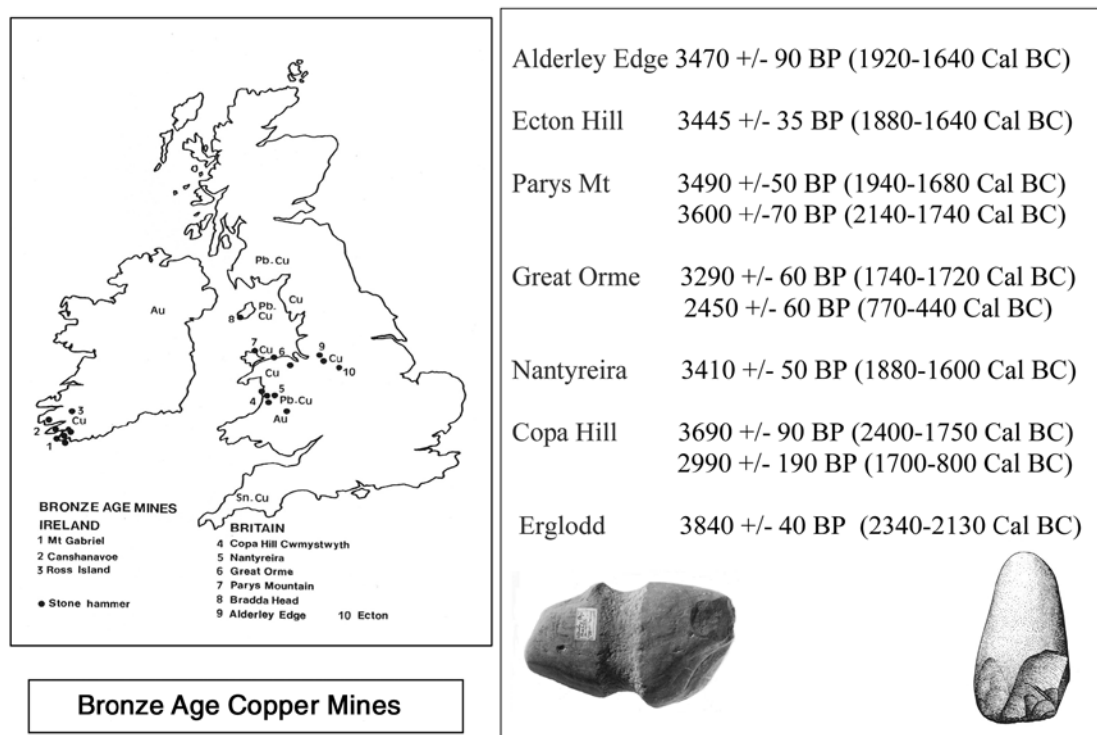 Au
Pb.Cu
Pb.
Cu
Cu
8
7
Cu
6
Cu
9
Cu
10
5
4
Pb.Cu
Au
3
Cu
2
1
Sn.Cu
BRONZE AGE MINES
IRELAND
1 Mt Gabriel
2 Canshanavoe
3 Ross Island
● Stone hammer
BRITAIN
4 Copa Hill Cwmystwyth
5 Nantyreira
6 Great Orme
7 Parys Mountain
8 Bradda Head
9 Alderley Edge 10 Ecton
Bronze Age Copper Mines
Alderley Edge 3470 +/- 90 BP (1920-1640 Cal BC)
Ecton Hill 3445 +/- 35 BP (1880-1640 Cal BC)
Parys Mt 3490 +/-50 BP (1940-1680 Cal BC)
3600 +/-70 BP (2140-1740 Cal BC)
Great Orme 3290 +/- 60 BP (1740-1720 Cal BC)
2450 +/- 60 BP (770-440 Cal BC)
Nantyreira 3410 +/- 50 BP (1880-1600 Cal BC)
Copa Hill 3690 +/- 90 BP (2400-1750 Cal BC)
2990 +/- 190 BP (1700-800 Cal BC)
Erglodd 3840 +/- 40 BP (2340-2130 Cal BC)